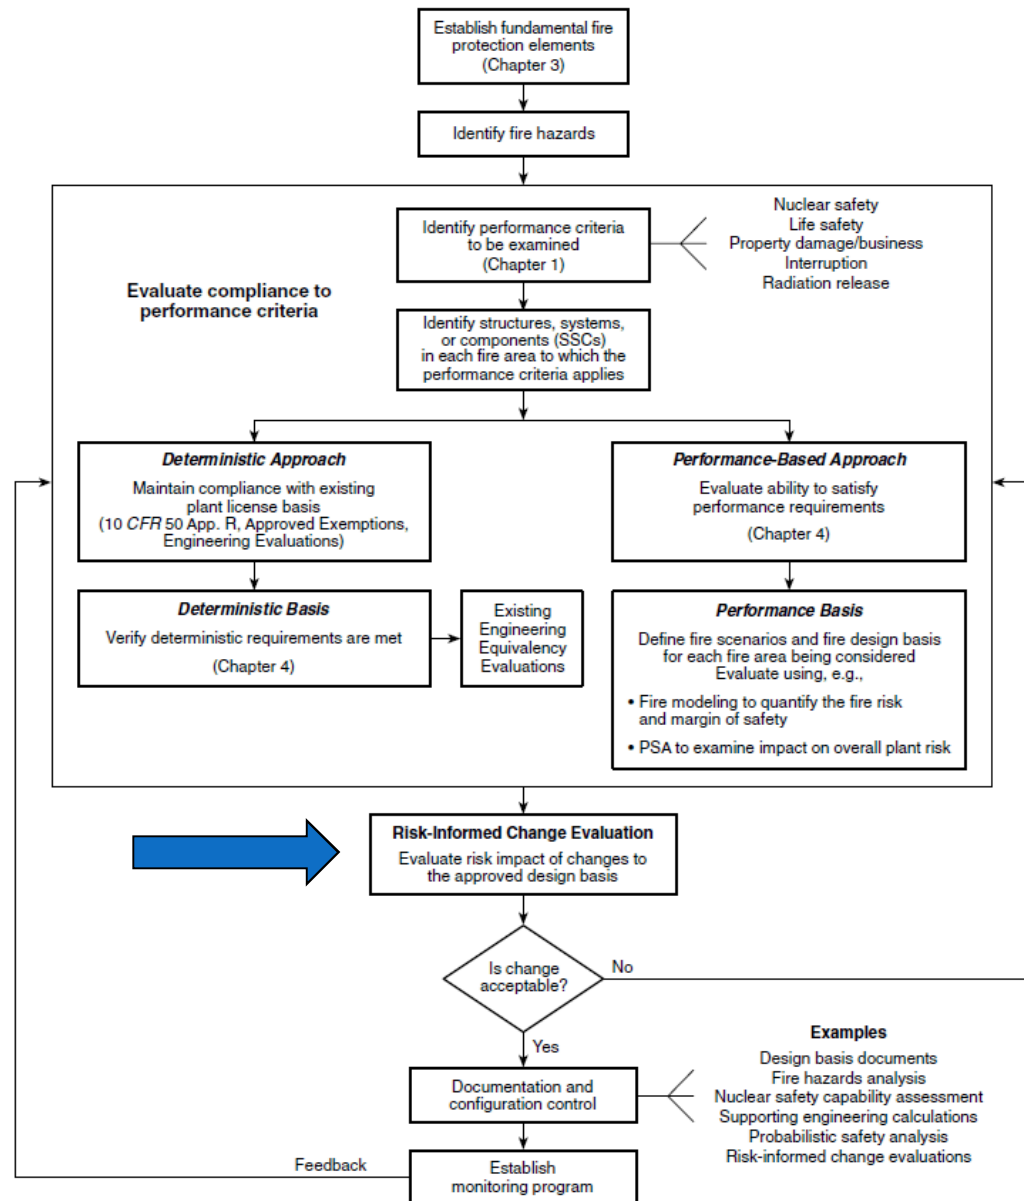 Establish fundamental fire
protection elements
(Chapter 3)
Identify fire hazards
Identify performance criteria
to be examined
(Chapter 1)
Nuclear safety
Life safety
Property damage/business
Interruption
Radiation release
Evaluate compliance to
performance criteria
Identify structures, systems,
or components (SSCs)
in each fire area to which the
performance criteria applies
Deterministic Approach
Maintain compliance with existing
plant license basis
(10 CFR 50 App. R, Approved Exemptions,
Engineering Evaluations)
Performance-Based Approach
Evaluate ability to satisfy
performance requirements
(Chapter 4)
Deterministic Basis
Verify deterministic requirements are met
(Chapter 4)
Existing
Engineering
Equivalency
Evaluations
Performance Basis
Define fire scenarios and fire design basis
for each fire area being considered
Evaluate using, e.g.,
• Fire modeling to quantify the fire risk
and margin of safety
• PSA to examine impact on overall plant risk
Risk-Informed Change Evaluation
Evaluate risk impact of changes to
the approved design basis
Is change
acceptable?
No
Yes
Documentation and
configuration control
Examples
Design basis documents
Fire hazards analysis
Nuclear safety capability assessment
Supporting engineering calculations
Probabilistic safety analysis
Risk-informed change evaluations
Feedback
Establish
monitoring program